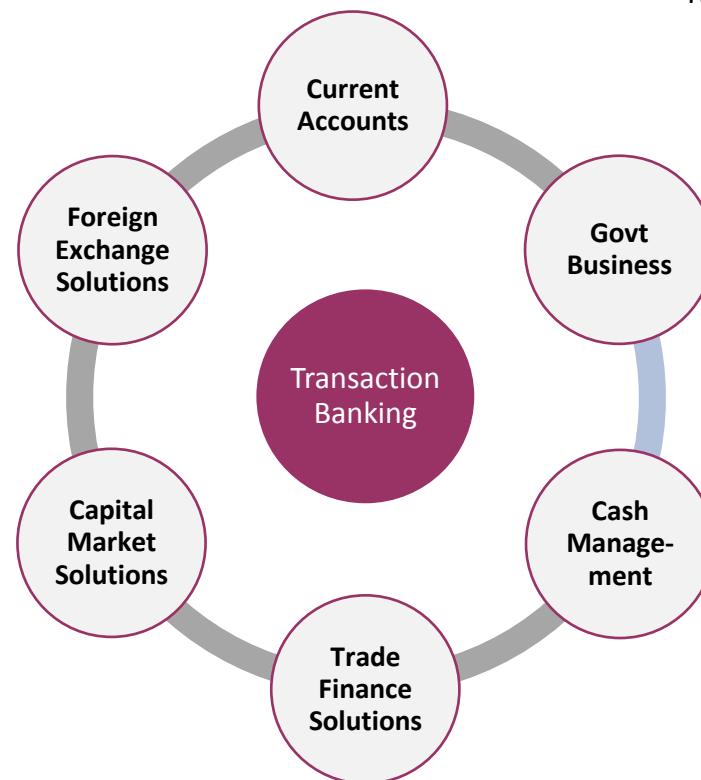 Current
Accounts
Govt
Business
Cash
Manage-
ment
Trade
Finance
Solutions
Capital
Market
Solutions
Foreign
Exchange
Solutions
Transaction
Banking